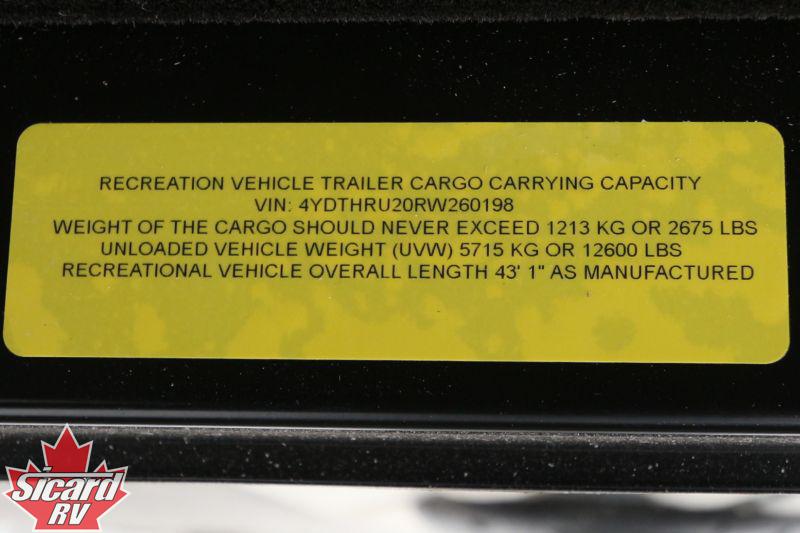 RECREATION VEHICLE TRAILER CARGO CARRYING CAPACITY
VIN: 4YDTHRU20RW260198
WEIGHT OF THE CARGO SHOULD NEVER EXCEED 1213 KG OR 2675 LBS
UNLOADED VEHICLE WEIGHT (UVW) 5715 KG OR 12600 LBS
RECREATIONAL VEHICLE OVERALL LENGTH 43' 1" AS MANUFACTURED
Sicard
RV